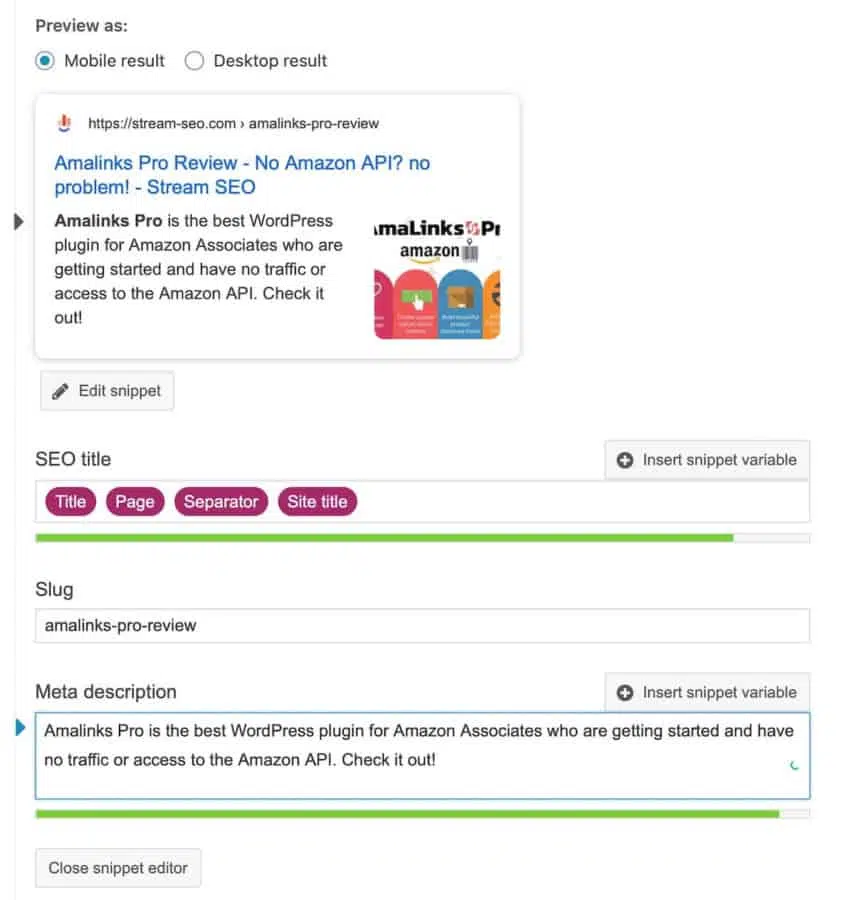 Preview as:
Mobile result Desktop result
https://stream-seo.com › amalinks-pro-review
Amalinks Pro Review - No Amazon API? no
problem! - Stream SEO
Amalinks Pro is the best WordPress
plugin for Amazon Associates who are
getting started and have no traffic or
access to the Amazon API. Check it
out!
maLinks Pr
amazon
Edit snippet
SEO title
Insert snippet variable
Title Page Separator Site title
Slug
amalinks-pro-review
Meta description
Insert snippet variable
Amalinks Pro is the best WordPress plugin for Amazon Associates who are getting started and have
no traffic or access to the Amazon API. Check it out!
Close snippet editor